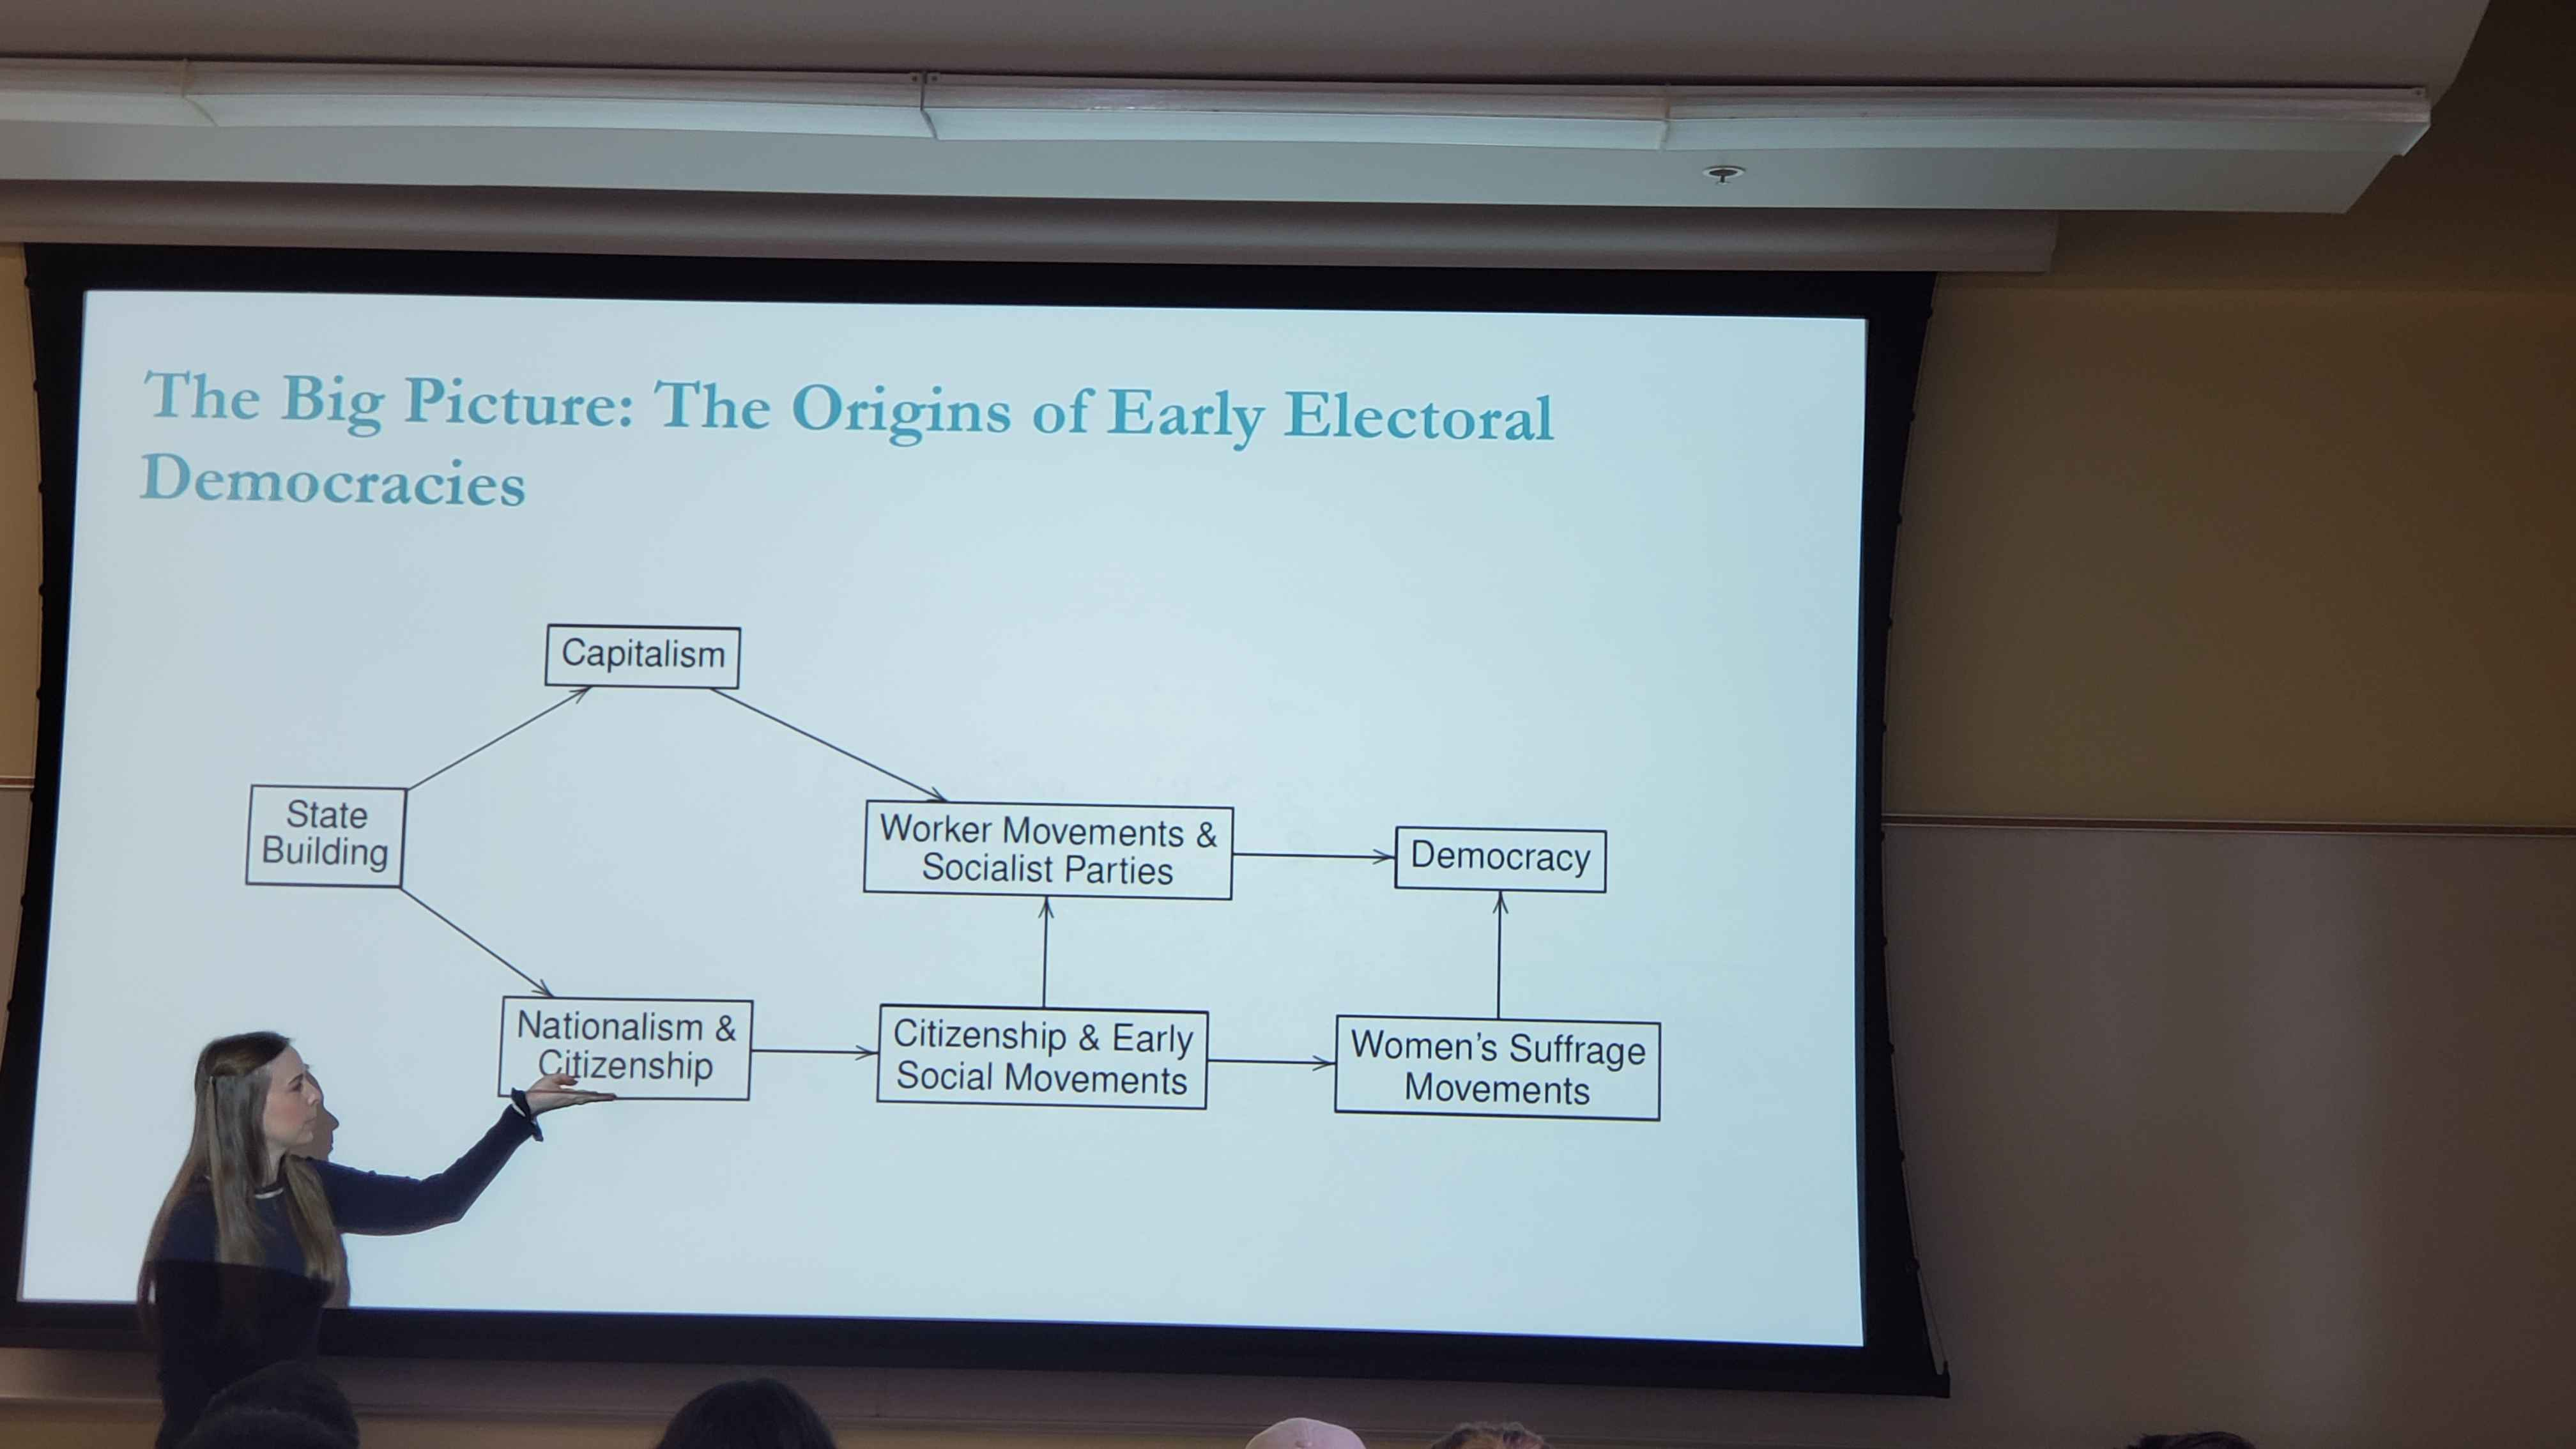 The Big Picture: The Origins of Early Electoral
Democracies
Capitalism
State
Building
Worker Movements &
Socialist Parties
Democracy
Nationalism &
Citizenship
Citizenship & Early
Social Movements
Women's Suffrage
Movements